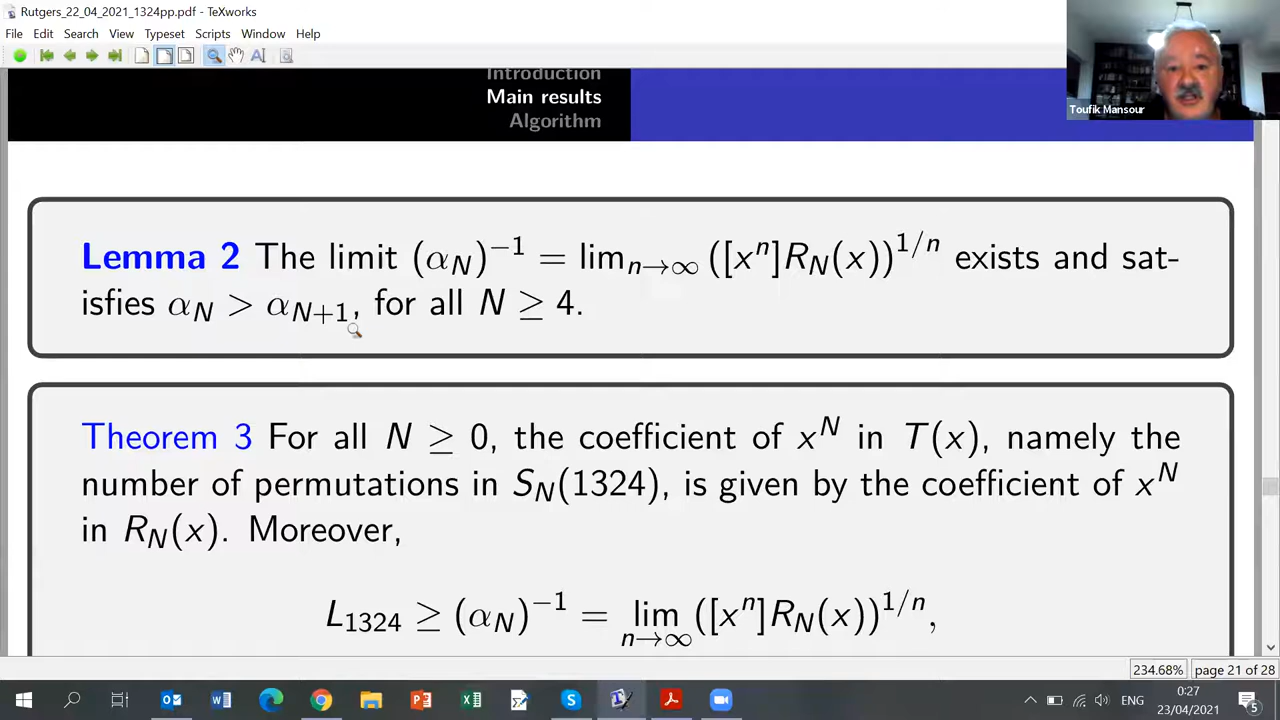 Rutgers_22_04_2021_1324pp.pdf - TeXworks
File Edit Search View Typeset Scripts Window Help
Introduction
Main results
Algorithm
Toufik Mansour
Lemma 2 The limit (α_N)^{-1} = lim_{n→∞} ([x^n]R_N(x))^{1/n} exists and sat-
isfies α_N > α_{N+1}, for all N ≥ 4.
Theorem 3 For all N ≥ 0, the coefficient of x^N in T(x), namely the
number of permutations in S_N(1324), is given by the coefficient of x^N
in R_N(x). Moreover,
L_{1324} ≥ (α_N)^{-1} = lim_{n→∞} ([x^n]R_N(x))^{1/n},
234.68% page 21 of 28
ENG
0:27
23/04/2021
5